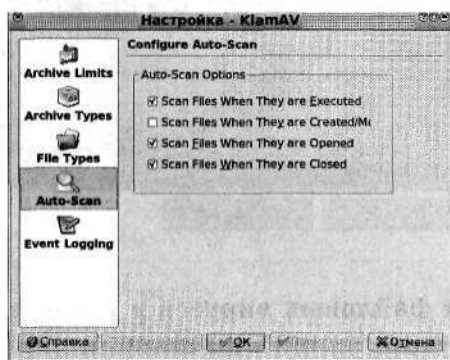 Настройка - KlamAV
Archive Limits
Archive Types
File Types
Auto-Scan
Event Logging
Configure Auto-Scan
Auto-Scan Options
Scan Files When They are Executed
Scan Files When They are Created/Mo
Scan Files When They are Opened
Scan Files When They are Closed
Справка
OK
Отмена